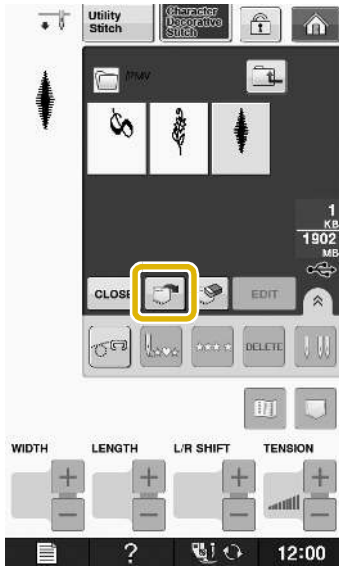 Utility
Stitch
Character
Decorative
Stitch
/PMV
1
KB
1902
MB
CLOSE
EDIT
DELETE
WIDTH
LENGTH
L/R SHIFT
TENSION
?
12:00